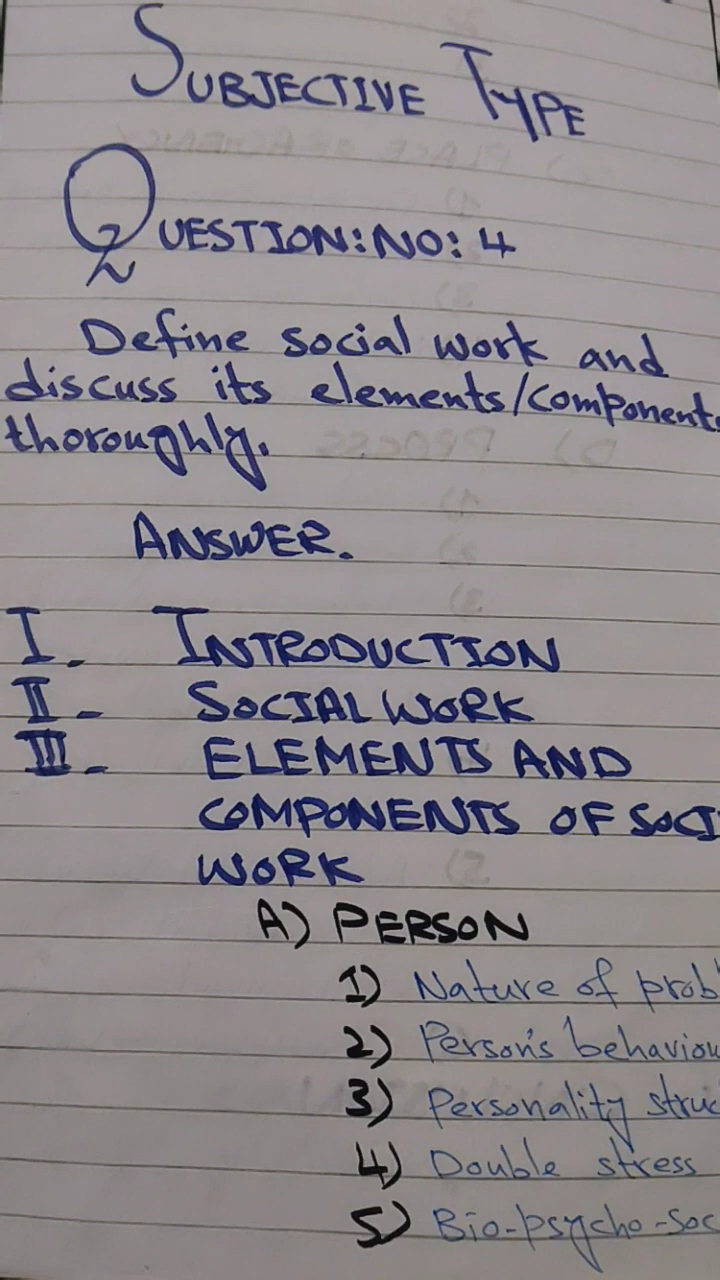 SUBJECTIVE TYPE
QUESTION:NO: 4
Define social work and
discuss its elements/component
thoroughly.
ANSWER.
I. INTRODUCTION
II- SOCIAL WORK
III- ELEMENTS AND
COMPONENTS OF SOCI
WORK
A) PERSON
1) Nature of prob
2) Person's behaviou
3) Personality struc
4) Double stress
5) Bio-psycho-soc